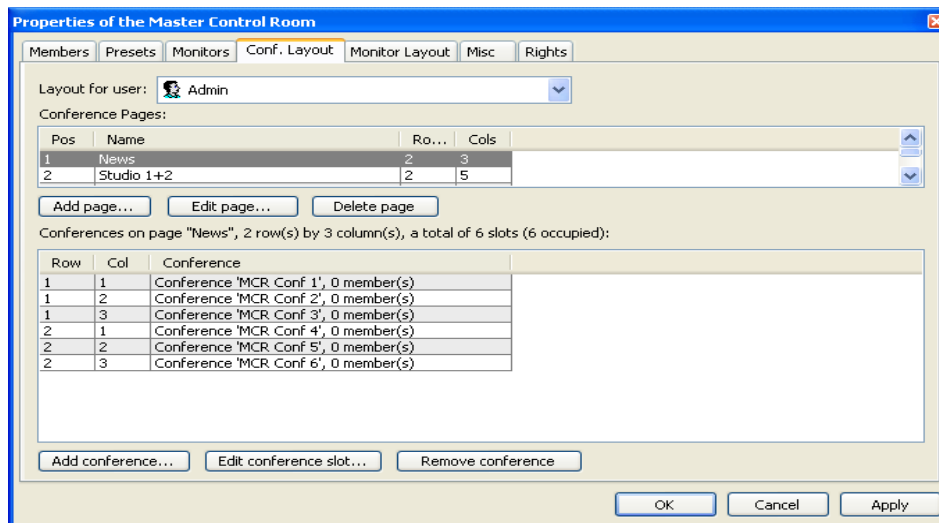 Properties of the Master Control Room
Members Presets Monitors Conf. Layout Monitor Layout Misc Rights
Layout for user: Admin
Conference Pages:
Pos Name Ro... Cols
1 News 2 3
2 Studio 1+2 2 5
Add page... Edit page... Delete page
Conferences on page "News", 2 row(s) by 3 column(s), a total of 6 slots (6 occupied):
Row Col Conference
1 1 Conference 'MCR Conf 1', 0 member(s)
1 2 Conference 'MCR Conf 2', 0 member(s)
1 3 Conference 'MCR Conf 3', 0 member(s)
2 1 Conference 'MCR Conf 4', 0 member(s)
2 2 Conference 'MCR Conf 5', 0 member(s)
2 3 Conference 'MCR Conf 6', 0 member(s)
Add conference... Edit conference slot... Remove conference
OK Cancel Apply